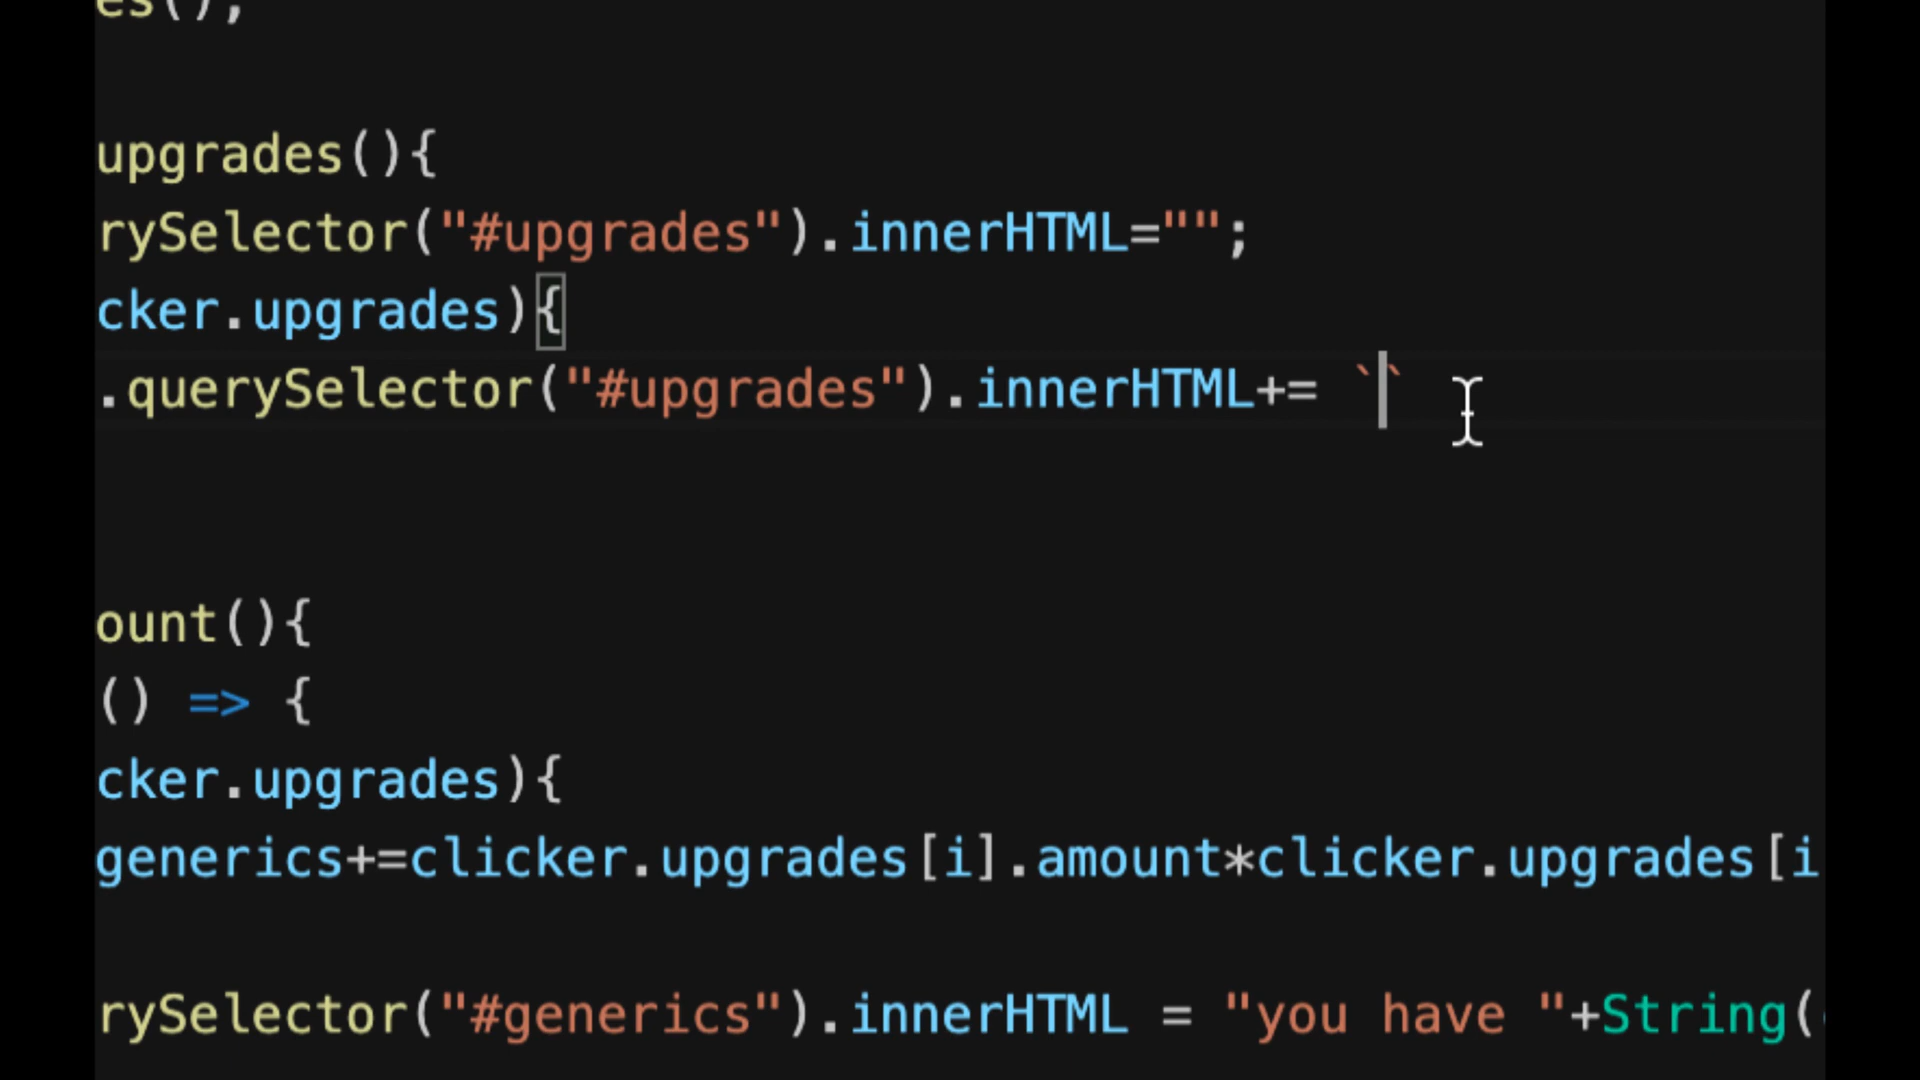 es();
upgrades(){
rySelector("#upgrades").innerHTML="";
cker.upgrades){
.querySelector("#upgrades").innerHTML+= ``
ount(){
() => {
cker.upgrades){
generics+=clicker.upgrades[i].amount*clicker.upgrades[i
rySelector("#generics").innerHTML = "you have "+String(